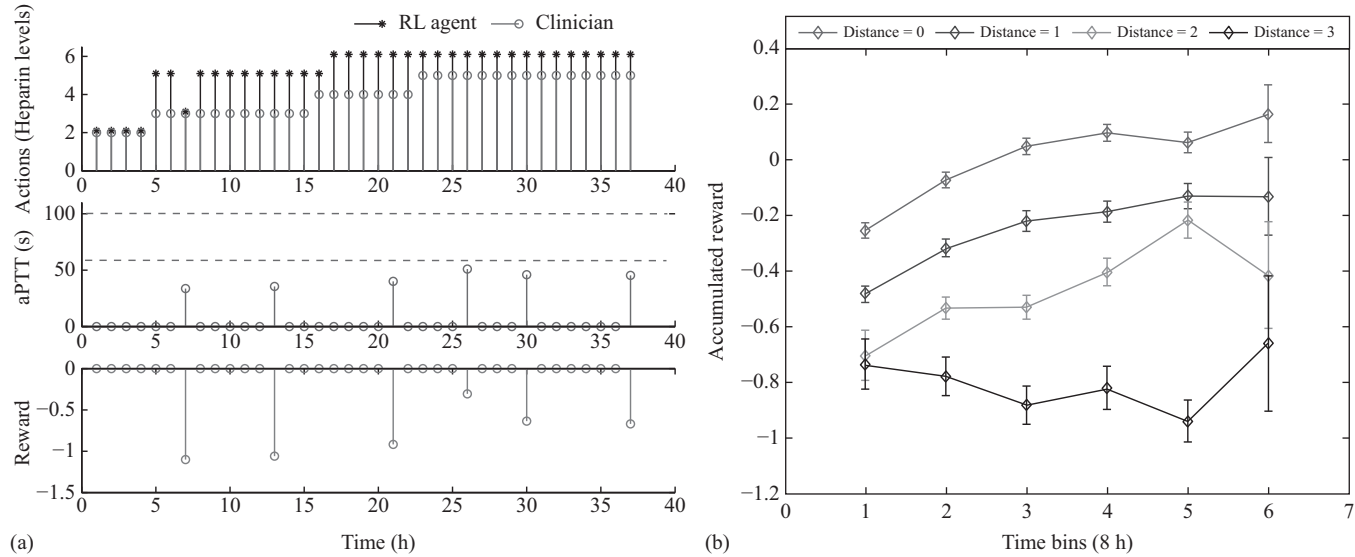 RL agent Clinician
Actions (Heparin levels)
6
4
2
0
0 5 10 15 20 25 30 35 40
aPTT (s)
100
50
0
0 5 10 15 20 25 30 35 40
Reward
0
−0.5
−1
−1.5
0 5 10 15 20 25 30 35 40
(a) Time (h)
Distance = 0 Distance = 1 Distance = 2 Distance = 3
Accumulated reward
0.4
0.2
0
−0.2
−0.4
−0.6
−0.8
−1
−1.2
0 1 2 3 4 5 6 7
(b) Time bins (8 h)